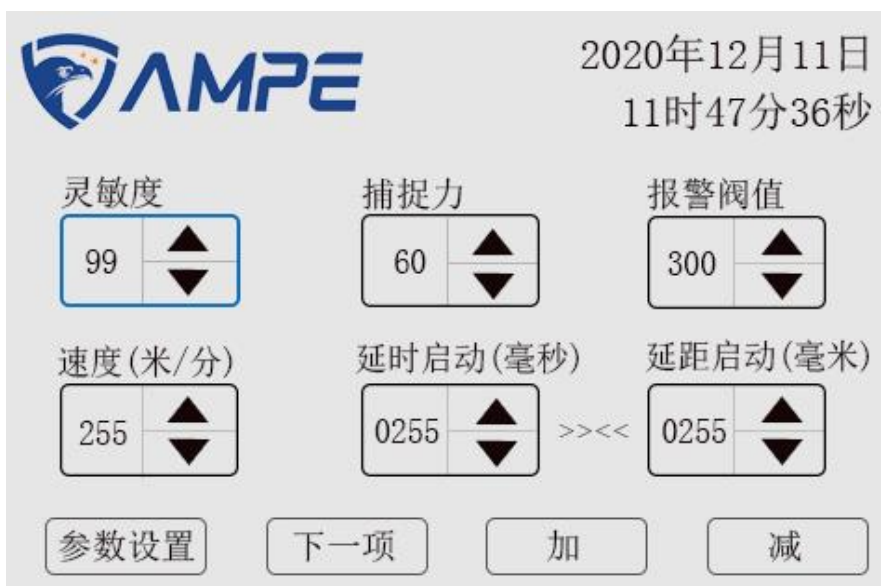 AMPE
2020年12月11日
11时47分36秒
灵敏度 捕捉力 报警阀值
99 60 300
速度(米/分) 延时启动(毫秒) 延距启动(毫米)
255 0255 >><< 0255
参数设置 下一项 加 减